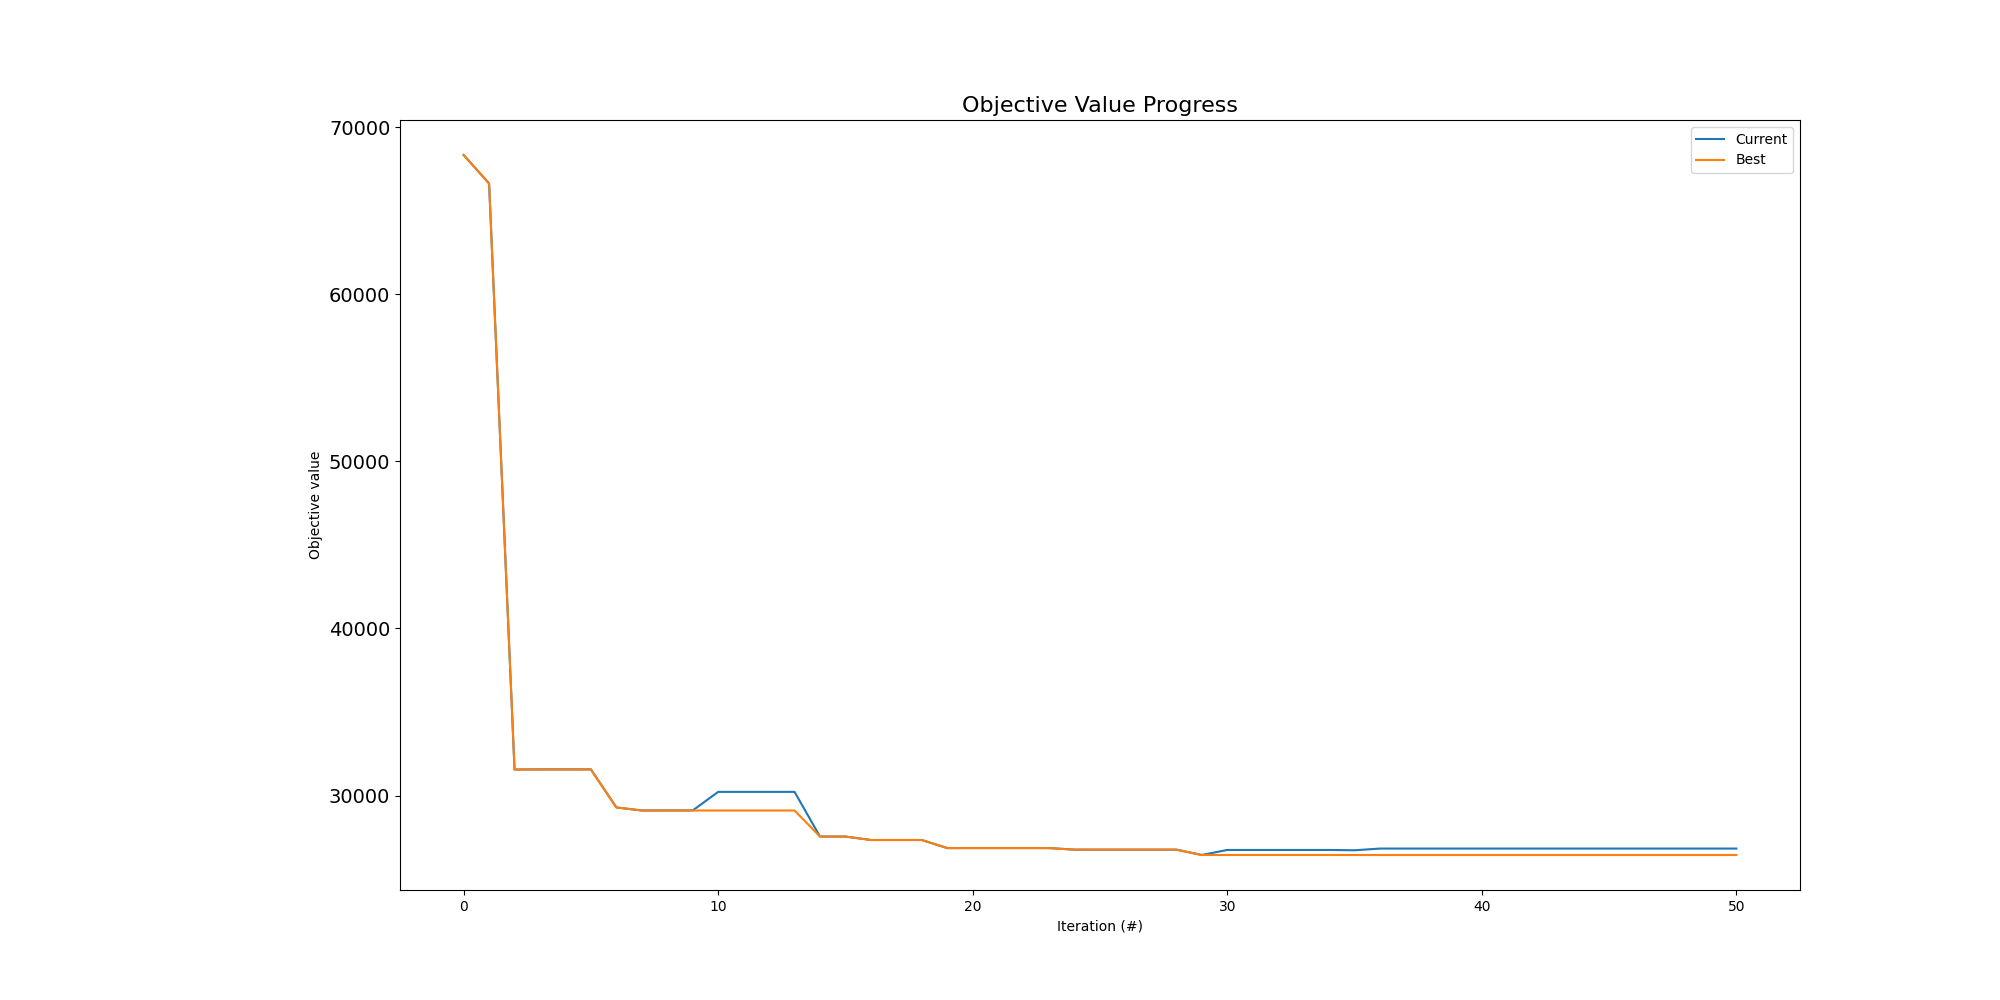 Objective Value Progress
70000
60000
50000
40000
30000
Objective value
Current
Best
0 10 20 30 40 50
Iteration (#)